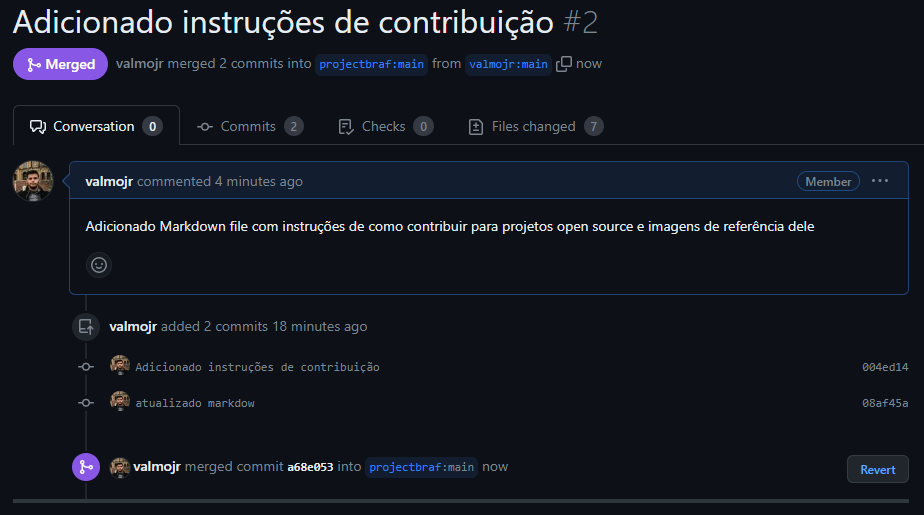 Adicionado instruções de contribuição #2
Merged valmojr merged 2 commits into projectbraf:main from valmojr:main now
Conversation 0 Commits 2 Checks 0 Files changed 7
valmojr commented 4 minutes ago Member
Adicionado Markdown file com instruções de como contribuir para projetos open source e imagens de referência dele
valmojr added 2 commits 18 minutes ago
Adicionado instruções de contribuição 004ed14
atualizado markdow 08af45a
valmojr merged commit a68e053 into projectbraf:main now Revert